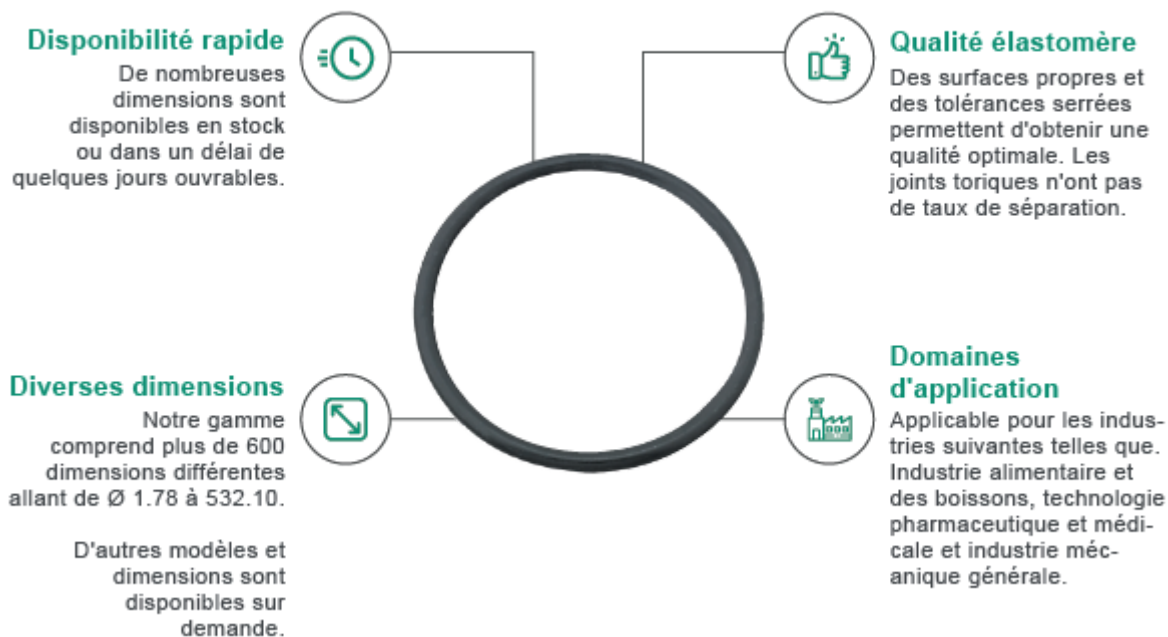 Disponibilité rapide
De nombreuses
dimensions sont
disponibles en stock
ou dans un délai de
quelques jours ouvrables.
Qualité élastomère
Des surfaces propres et
des tolérances serrées
permettent d'obtenir une
qualité optimale. Les
joints toriques n'ont pas
de taux de séparation.
Diverses dimensions
Notre gamme
comprend plus de 600
dimensions différentes
allant de Ø 1.78 à 532.10.
D'autres modèles et
dimensions sont
disponibles sur
demande.
Domaines
d'application
Applicable pour les indus-
tries suivantes telles que.
Industrie alimentaire et
des boissons, technologie
pharmaceutique et médi-
cale et industrie méc-
anique générale.